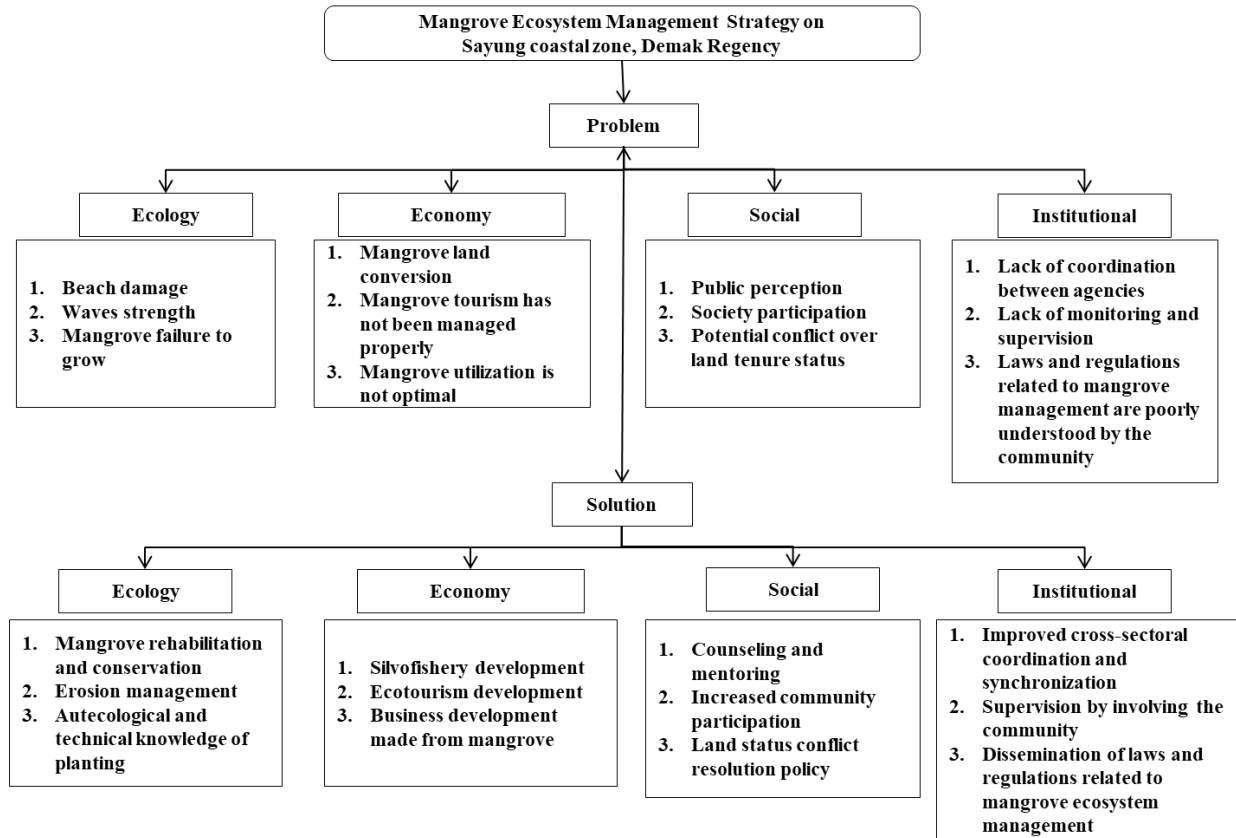 Mangrove Ecosystem Management Strategy on
Sayung coastal zone, Demak Regency
Problem
Ecology
1. Beach damage
2. Waves strength
3. Mangrove failure to
grow
Economy
1. Mangrove land
conversion
2. Mangrove tourism has
not been managed
properly
3. Mangrove utilization is
not optimal
Social
1. Public perception
2. Society participation
3. Potential conflict over
land tenure status
Institutional
1. Lack of coordination
between agencies
2. Lack of monitoring and
supervision
3. Laws and regulations
related to mangrove
management are poorly
understood by the
community
Solution
Ecology
1. Mangrove rehabilitation
and conservation
2. Erosion management
3. Autecological and
technical knowledge of
planting
Economy
1. Silvofishery development
2. Ecotourism development
3. Business development
made from mangrove
Social
1. Counseling and
mentoring
2. Increased community
participation
3. Land status conflict
resolution policy
Institutional
1. Improved cross-sectoral
coordination and
synchronization
2. Supervision by involving the
community
3. Dissemination of laws and
regulations related to
mangrove ecosystem
management